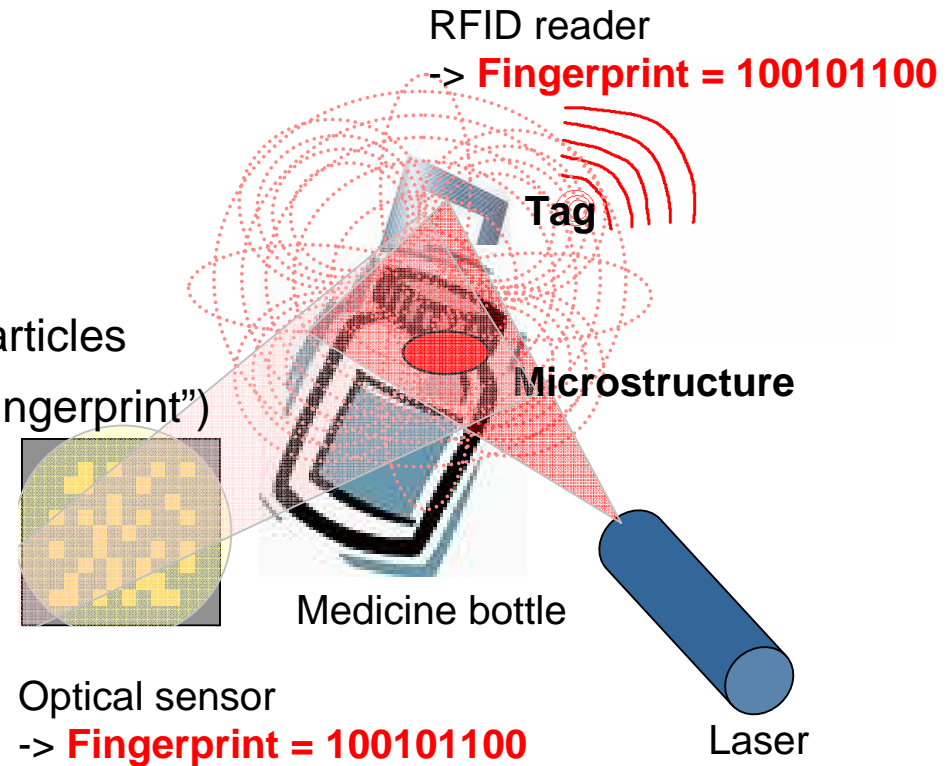 RFID reader
-> Fingerprint = 100101100
Tag
articles
ngerprint”)
Microstructure
Medicine bottle
Optical sensor
-> Fingerprint = 100101100
Laser